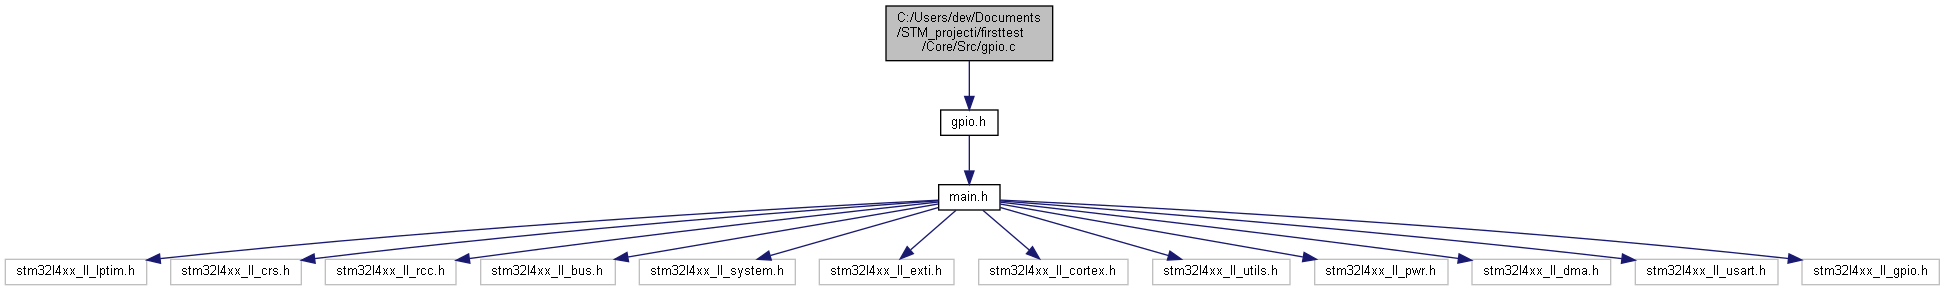 C:/Users/dew/Documents
/STM_projecti/firsttest
/Core/Src/gpio.c
gpio.h
main.h
stm32l4xx_ll_lptim.h
stm32l4xx_ll_crs.h
stm32l4xx_ll_rcc.h
stm32l4xx_ll_bus.h
stm32l4xx_ll_system.h
stm32l4xx_ll_exti.h
stm32l4xx_ll_cortex.h
stm32l4xx_ll_utils.h
stm32l4xx_ll_pwr.h
stm32l4xx_ll_dma.h
stm32l4xx_ll_usart.h
stm32l4xx_ll_gpio.h